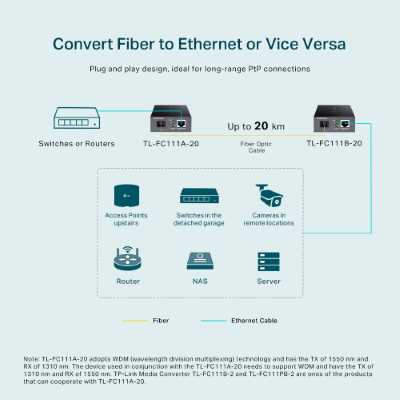 Convert Fiber to Ethernet or Vice Versa
Plug and play design, ideal for long-range PtP connections
Up to 20 km
Switches or Routers TL-FC111A-20 Fiber Optic TL-FC111B-20
Cable
Access Points Switches in the Cameras in
upstairs detached garage remote locations
Router NAS Server
Fiber Ethernet Cable
Note: TL-FC111A-20 adopts WDM (wavelength division multiplexing) technology and has the TX of 1550 nm and
RX of 1310 nm. The device used in conjunction with the TL-FC111A-20 needs to support WDM and have the TX of
1310 nm and RX of 1550 nm. TP-Link Media Converter TL-FC111B-2 and TL-FC111PB-2 are ones of the products
that can cooperate with TL-FC111A-20.